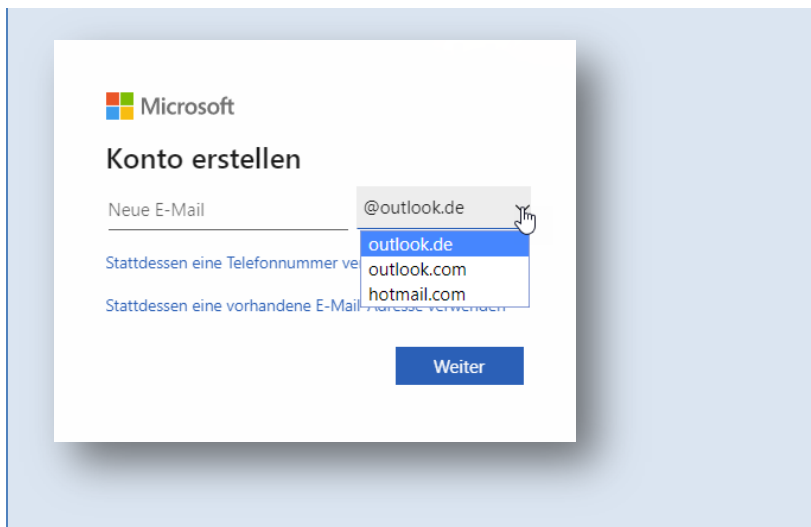 Microsoft
Konto erstellen
Neue E-Mail @outlook.de
outlook.de
outlook.com
hotmail.com
Stattdessen eine Telefonnummer
Stattdessen eine vorhandene E-Mail-Adresse verwenden
Weiter